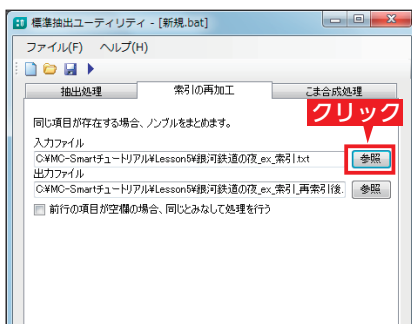 標準抽出ユーティリティ - [新規.bat]
ファイル(F) ヘルプ(H)
抽出処理 索引の再加工 こま合成処理
クリック
同じ項目が存在する場合、ノンブルをまとめます。
入力ファイル
C:¥MC-Smartチュートリアル¥Lesson5¥銀河鉄道の夜_ex_索引.txt 参照
出力ファイル
C:¥MC-Smartチュートリアル¥Lesson5¥銀河鉄道の夜_ex_索引_再索引後. 参照
前行の項目が空欄の場合、同じとみなして処理を行う